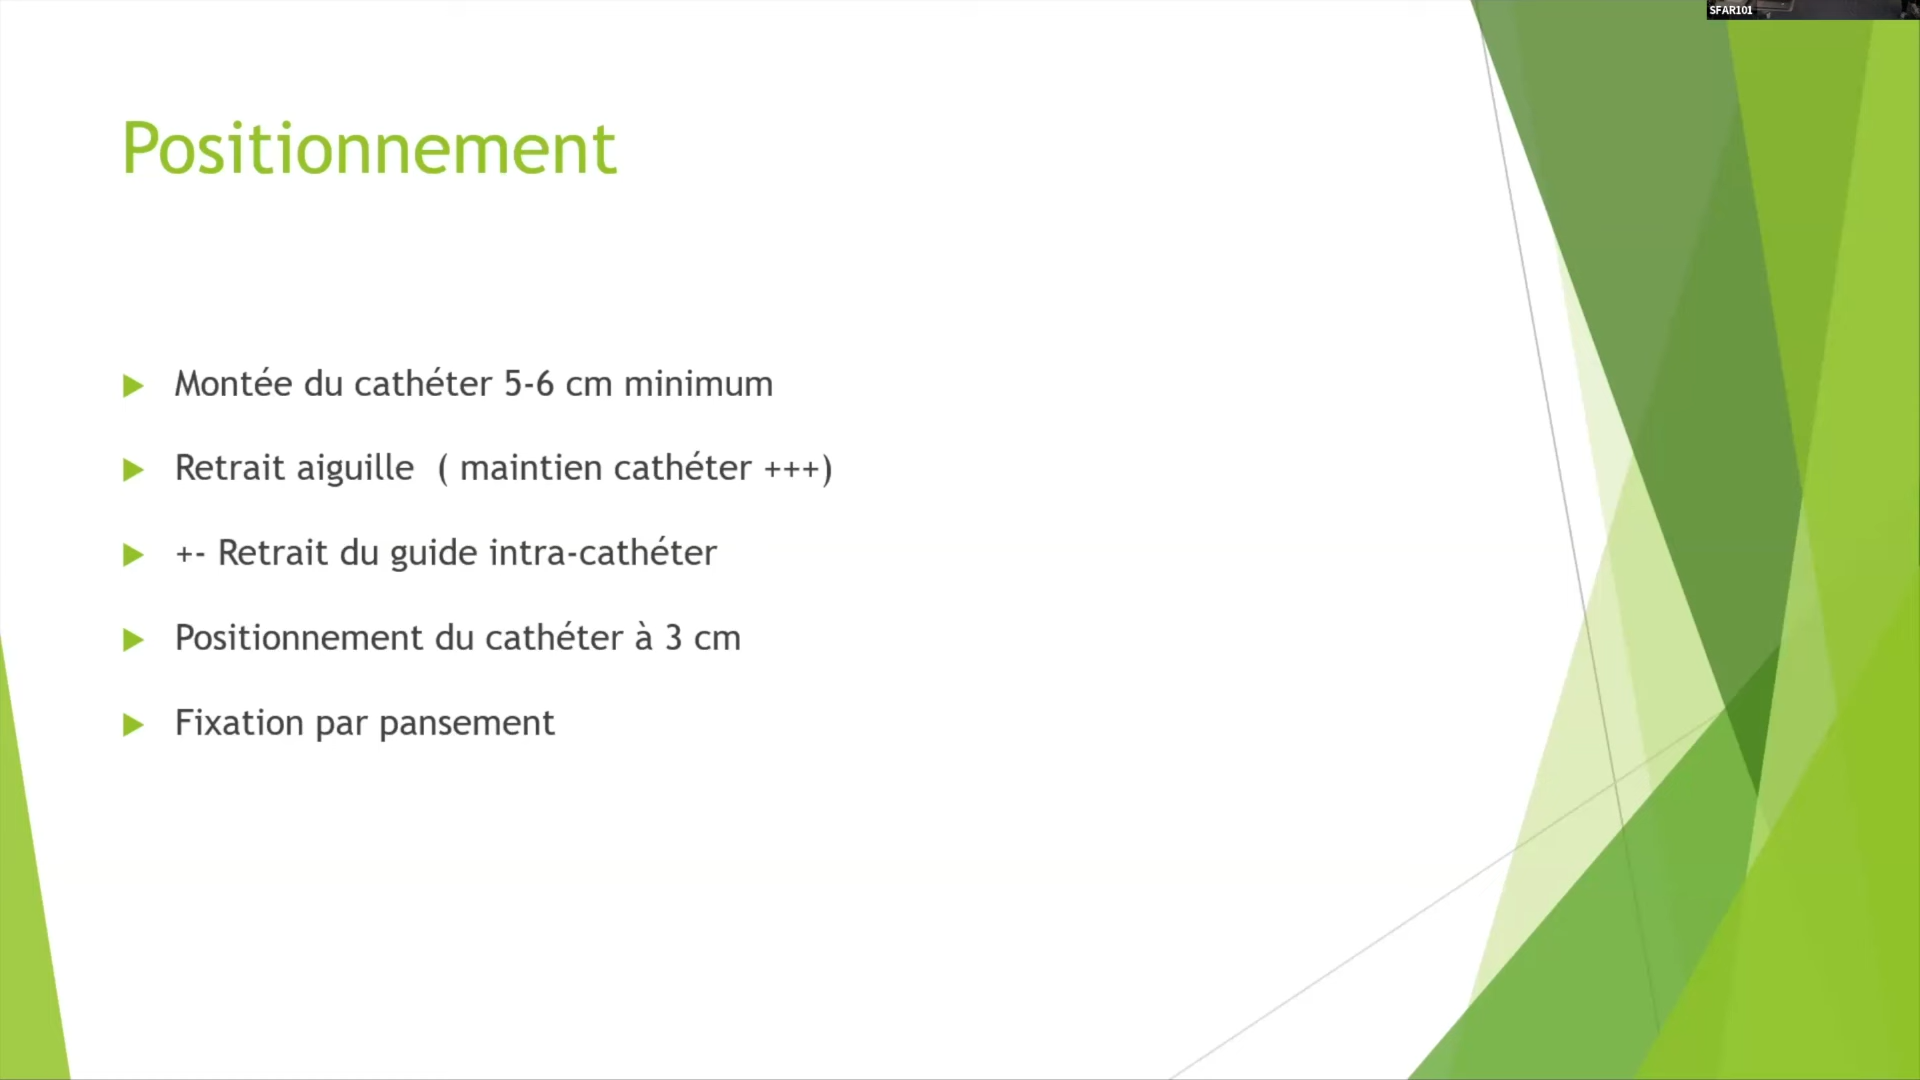 SFAR101
Positionnement
Montée du cathéter 5-6 cm minimum
Retrait aiguille ( maintien cathéter +++)
+- Retrait du guide intra-cathéter
Positionnement du cathéter à 3 cm
Fixation par pansement